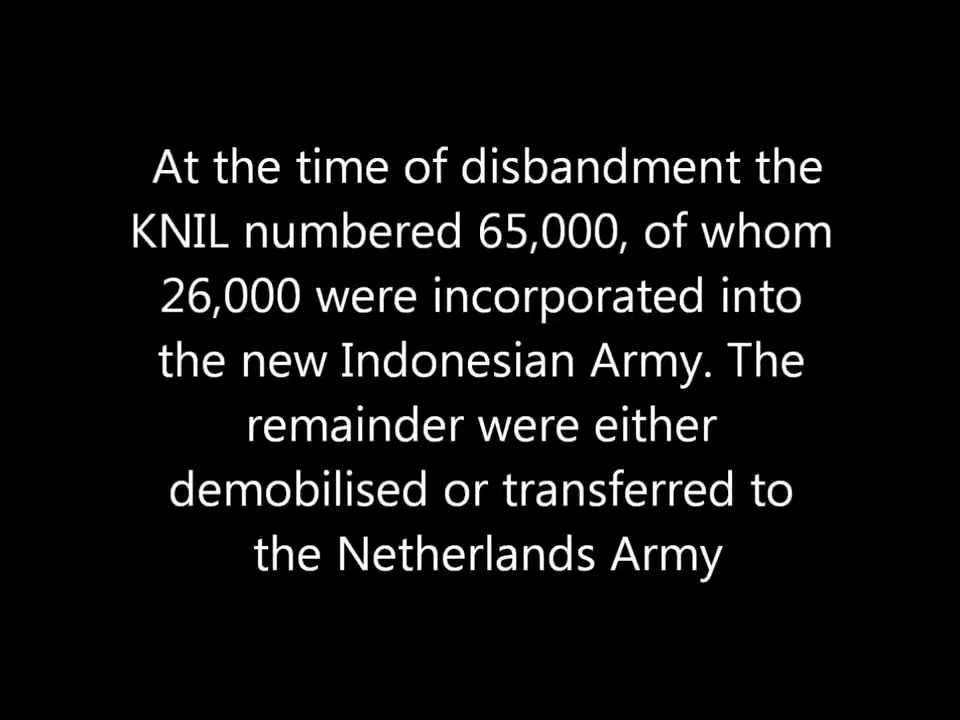 At the time of disbandment the
KNIL numbered 65,000, of whom
26,000 were incorporated into
the new Indonesian Army. The
remainder were either
demobilised or transferred to
the Netherlands Army